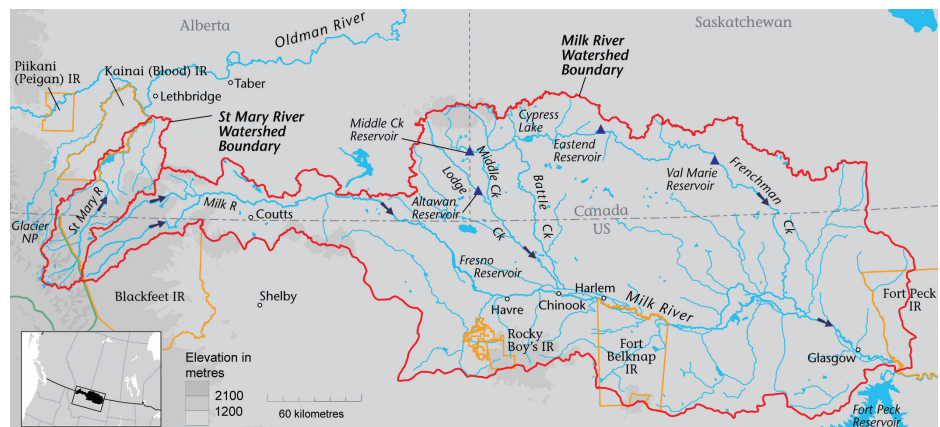 Alberta
Saskatchewan
Oldman River
Piikani
(Peigan) IR
Kainai (Blood) IR
Taber
Lethbridge
St Mary River
Watershed
Boundary
Milk River
Watershed
Boundary
Middle Ck
Reservoir
Cypress
Lake
Eastend
Reservoir
Middle Ck
Lodge
Ck
Battle
Ck
Val Marie
Reservoir
Frenchman
Ck
Altawan
Reservoir
St Mary R
Milk R
Coutts
Canada
US
Glacier
NP
Fresno
Reservoir
Blackfeet IR
Shelby
Havre
Chinook
Harlem
Milk River
Fort Peck
IR
Rocky
Boy's IR
Fort
Belknap
IR
Glasgow
Fort Peck
Reservoir
Elevation in
metres
2100
1200
60 kilometres